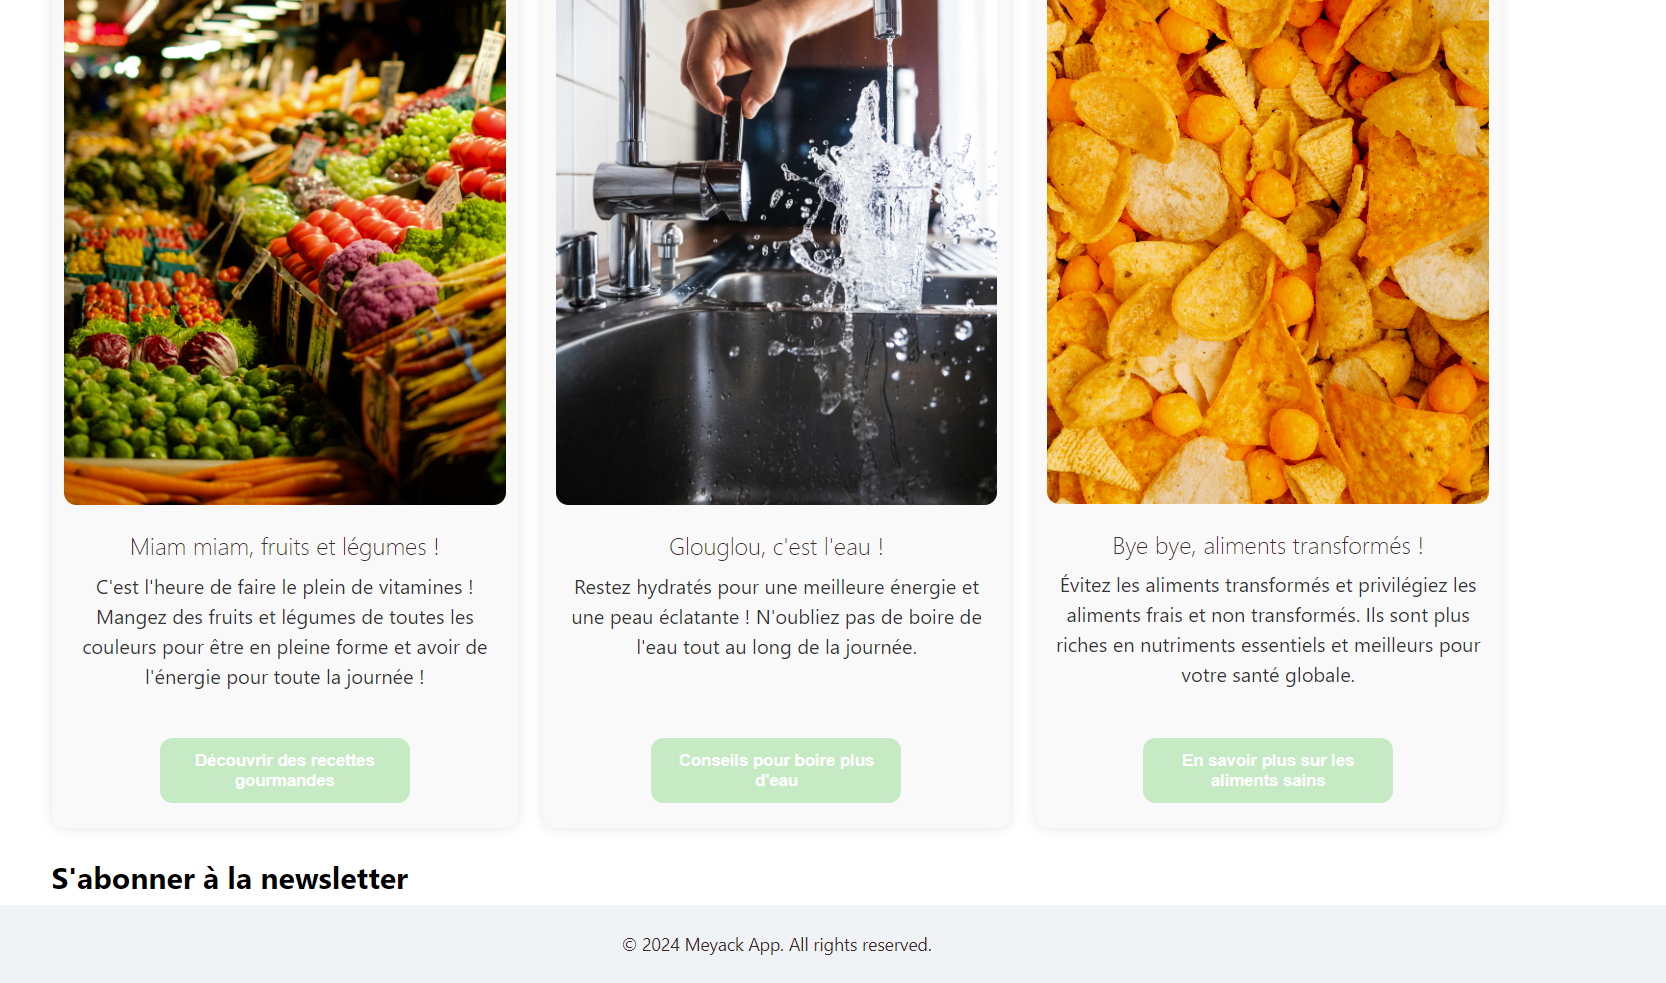 Miam miam, fruits et légumes !
C'est l'heure de faire le plein de vitamines !
Mangez des fruits et légumes de toutes les
couleurs pour être en pleine forme et avoir de
l'énergie pour toute la journée !
Découvrir des recettes
gourmandes
Glouglou, c'est l'eau !
Restez hydratés pour une meilleure énergie et
une peau éclatante ! N'oubliez pas de boire de
l'eau tout au long de la journée.
Conseils pour boire plus
d'eau
Bye bye, aliments transformés !
Évitez les aliments transformés et privilégiez les
aliments frais et non transformés. Ils sont plus
riches en nutriments essentiels et meilleurs pour
votre santé globale.
En savoir plus sur les
aliments sains
S'abonner à la newsletter
© 2024 Meyack App. All rights reserved.